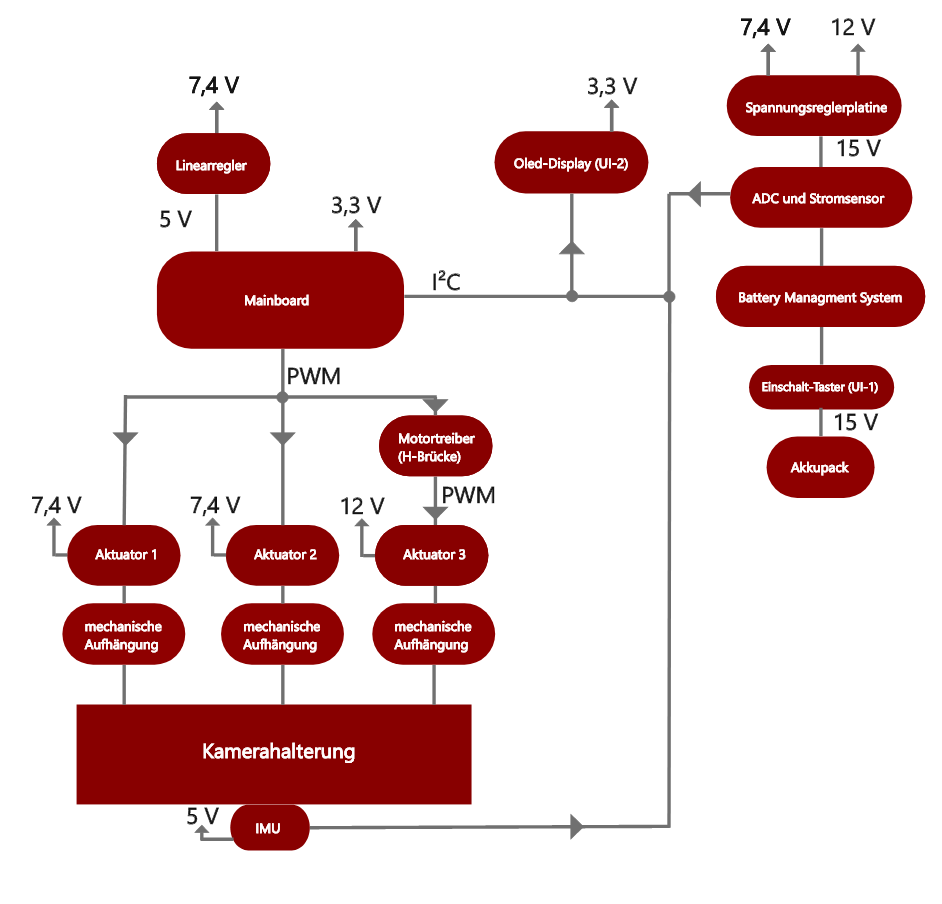 7,4 V
12 V
Spannungsreglerplatine
15 V
ADC und Stromsensor
Battery Managment System
Einschalt-Taster (UI-1)
15 V
Akkupack
7,4 V
Linearregler
5 V
3,3 V
Mainboard
I²C
3,3 V
Oled-Display (UI-2)
PWM
Motortreiber
(H-Brücke)
PWM
7,4 V
7,4 V
12 V
Aktuator 1
Aktuator 2
Aktuator 3
mechanische
Aufhängung
mechanische
Aufhängung
mechanische
Aufhängung
Kamerahalterung
5 V
IMU